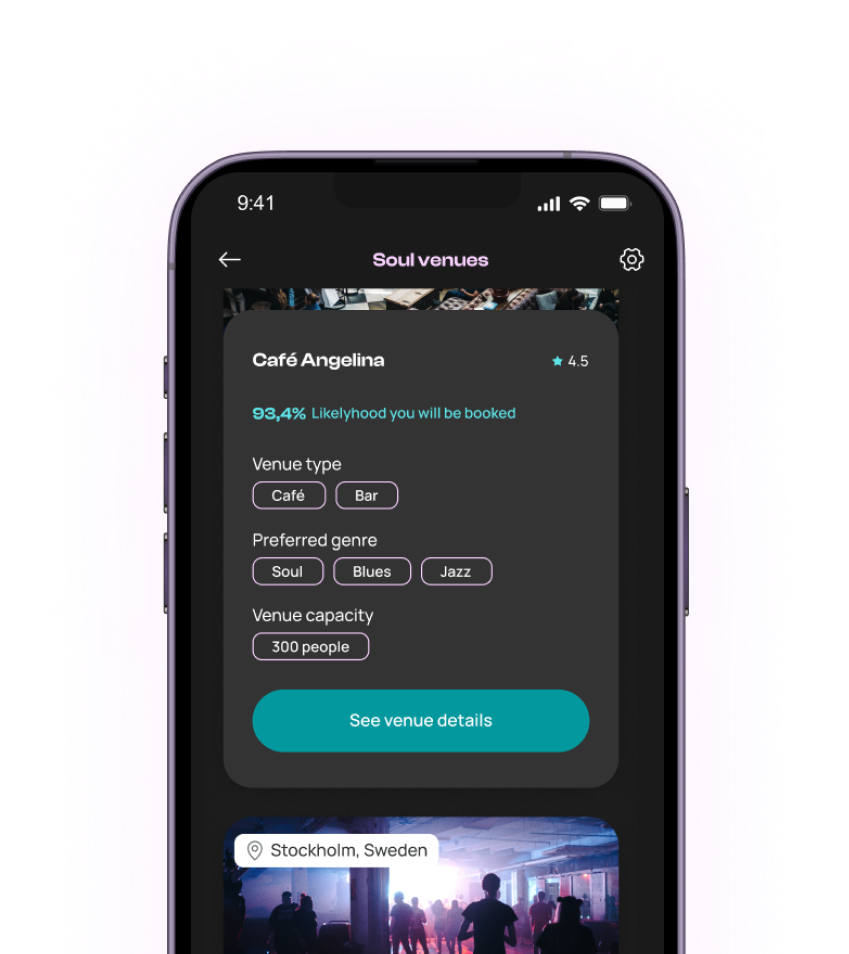 9:41
Soul venues
Café Angelina
4.5
93,4% Likelyhood you will be booked
Venue type
Café Bar
Preferred genre
Soul Blues Jazz
Venue capacity
300 people
See venue details
Stockholm, Sweden